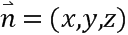 n⃗ = (x,y,z)